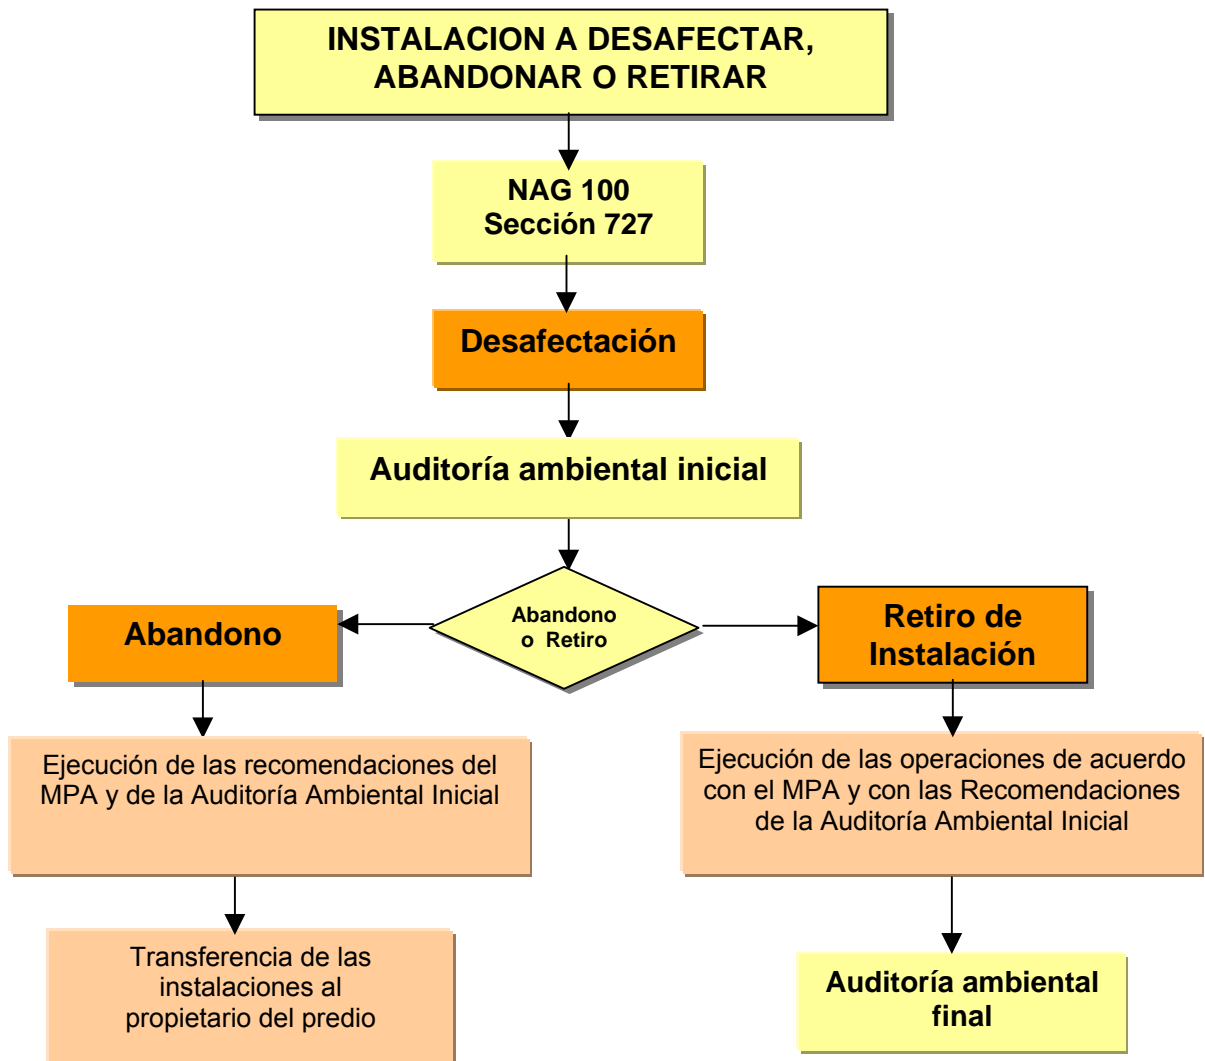 INSTALACION A DESAFECTAR,
ABANDONAR O RETIRAR
NAG 100
Sección 727
Desafectación
Auditoría ambiental inicial
Abandono
o Retiro
Abandono
Retiro de
Instalación
Ejecución de las recomendaciones del
MPA y de la Auditoría Ambiental Inicial
Ejecución de las operaciones de acuerdo
con el MPA y con las Recomendaciones
de la Auditoría Ambiental Inicial
Transferencia de las
instalaciones al
propietario del predio
Auditoría ambiental
final